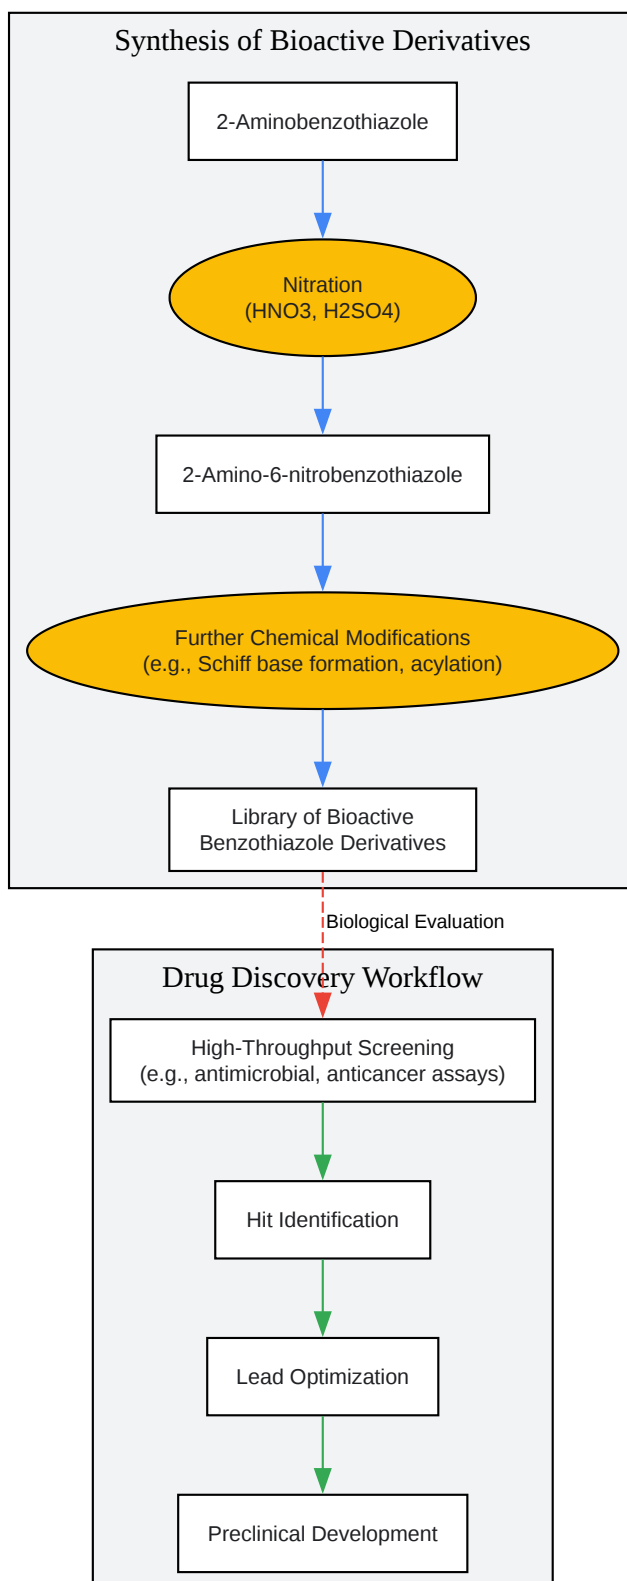 Synthesis of Bioactive Derivatives
2-Aminobenzothiazole
Nitration
(HNO3, H2SO4)
2-Amino-6-nitrobenzothiazole
Further Chemical Modifications
(e.g., Schiff base formation, acylation)
Library of Bioactive
Benzothiazole Derivatives
Biological Evaluation
Drug Discovery Workflow
High-Throughput Screening
(e.g., antimicrobial, anticancer assays)
Hit Identification
Lead Optimization
Preclinical Development